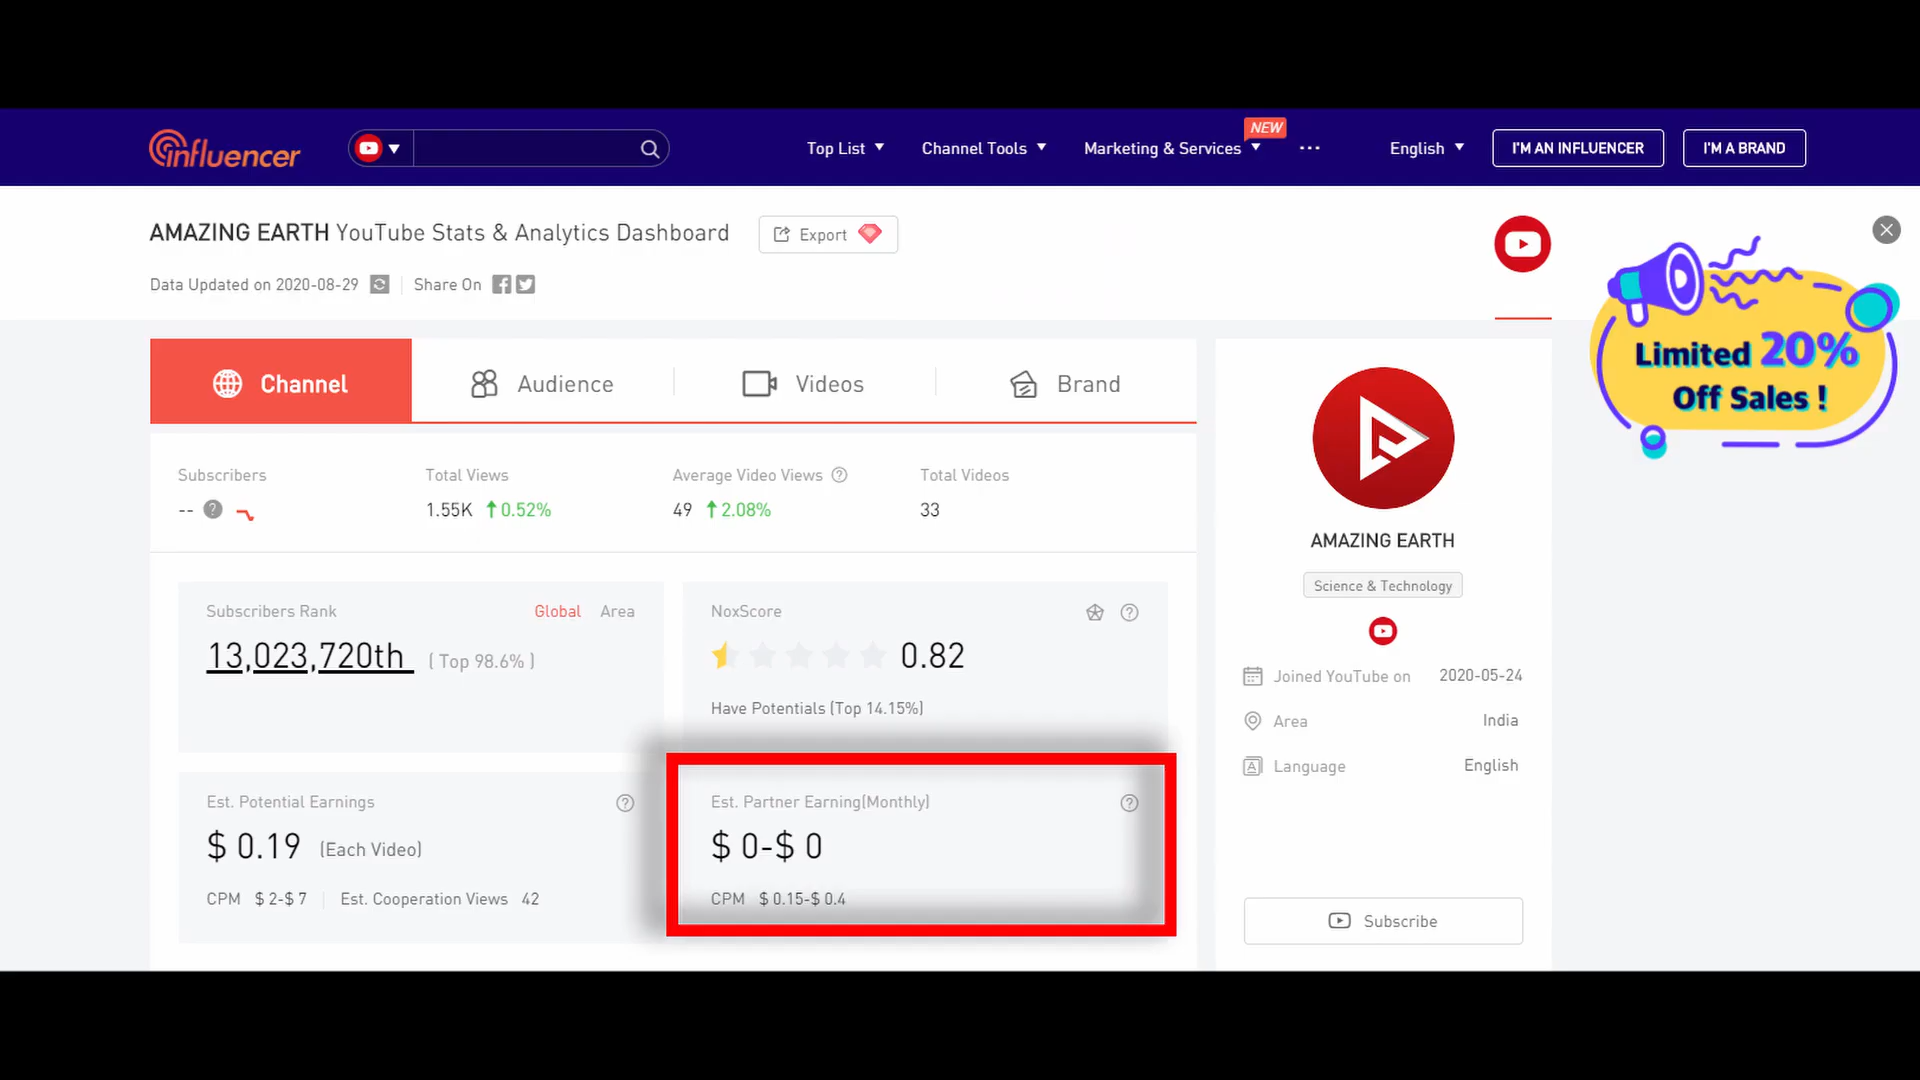 influencer
Top List
Channel Tools
Marketing & Services
NEW
English
I'M AN INFLUENCER
I'M A BRAND
AMAZING EARTH YouTube Stats & Analytics Dashboard
Export
Data Updated on 2020-08-29
Share On
Limited 20%
Off Sales !
Channel
Audience
Videos
Brand
Subscribers
--
Total Views
1.55K 0.52%
Average Video Views
49 2.08%
Total Videos
33
Subscribers Rank
Global Area
13,023,720th ( Top 98.6% )
NoxScore
0.82
Have Potentials (Top 14.15%)
Est. Potential Earnings
$ 0.19 (Each Video)
CPM $ 2-$ 7 Est. Cooperation Views 42
Est. Partner Earning(Monthly)
$ 0-$ 0
CPM $ 0.15-$ 0.4
AMAZING EARTH
Science & Technology
Joined YouTube on 2020-05-24
Area India
Language English
Subscribe